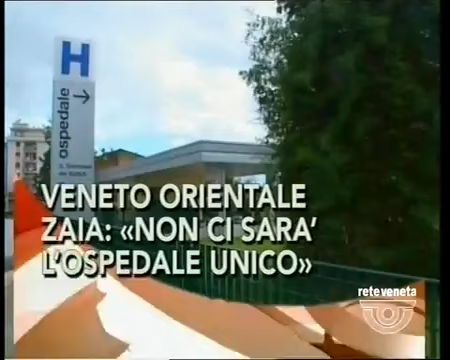 H
ospedale
VENETO ORIENTALE
ZAIA: «NON CI SARA'
L'OSPEDALE UNICO»
reteveneta